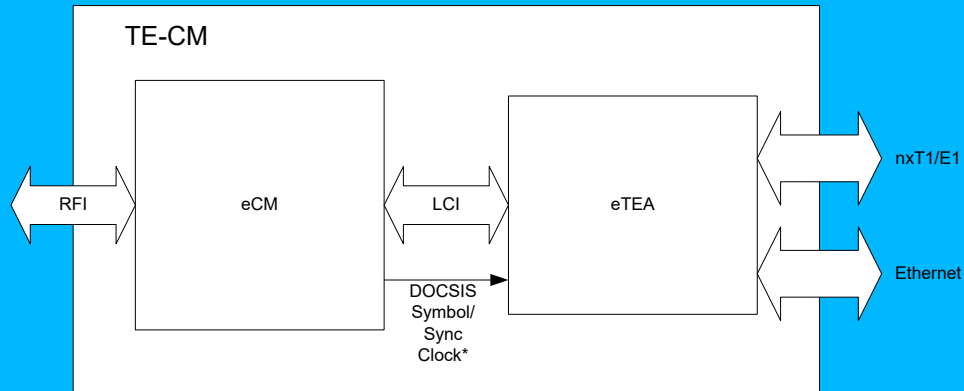 TE-CM
RFI
eCM
LCI
eTEA
nxT1/E1
Ethernet
DOCSIS
Symbol/
Sync
Clock*